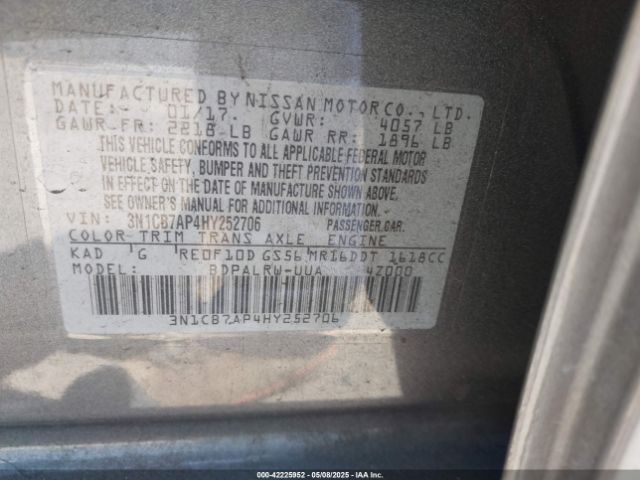 MANUFACTURED BY NISSAN MOTOR CO., LTD.
DATE: 01/17. GVWR: 4057 LB
GAWR FR: 2218 LB GAWR RR: 1896 LB
THIS VEHICLE CONFORMS TO ALL APPLICABLE FEDERAL MOTOR
VEHICLE SAFETY, BUMPER AND THEFT PREVENTION STANDARDS
IN EFFECT ON THE DATE OF MANUFACTURE SHOWN ABOVE.
SEE OWNER'S MANUAL FOR ADDITIONAL INFORMATION.
VIN: 3N1CB7AP4HY252706 PASSENGER CAR.
COLOR TRIM TRANS AXLE ENGINE
KAD G RE0F10D GS56 MR16DDT 1618CC
MODEL: BDPALRW-UUA 4Z000
3N1CB7AP4HY252706
000-42225952 - 05/08/2025 - IAAI.COM